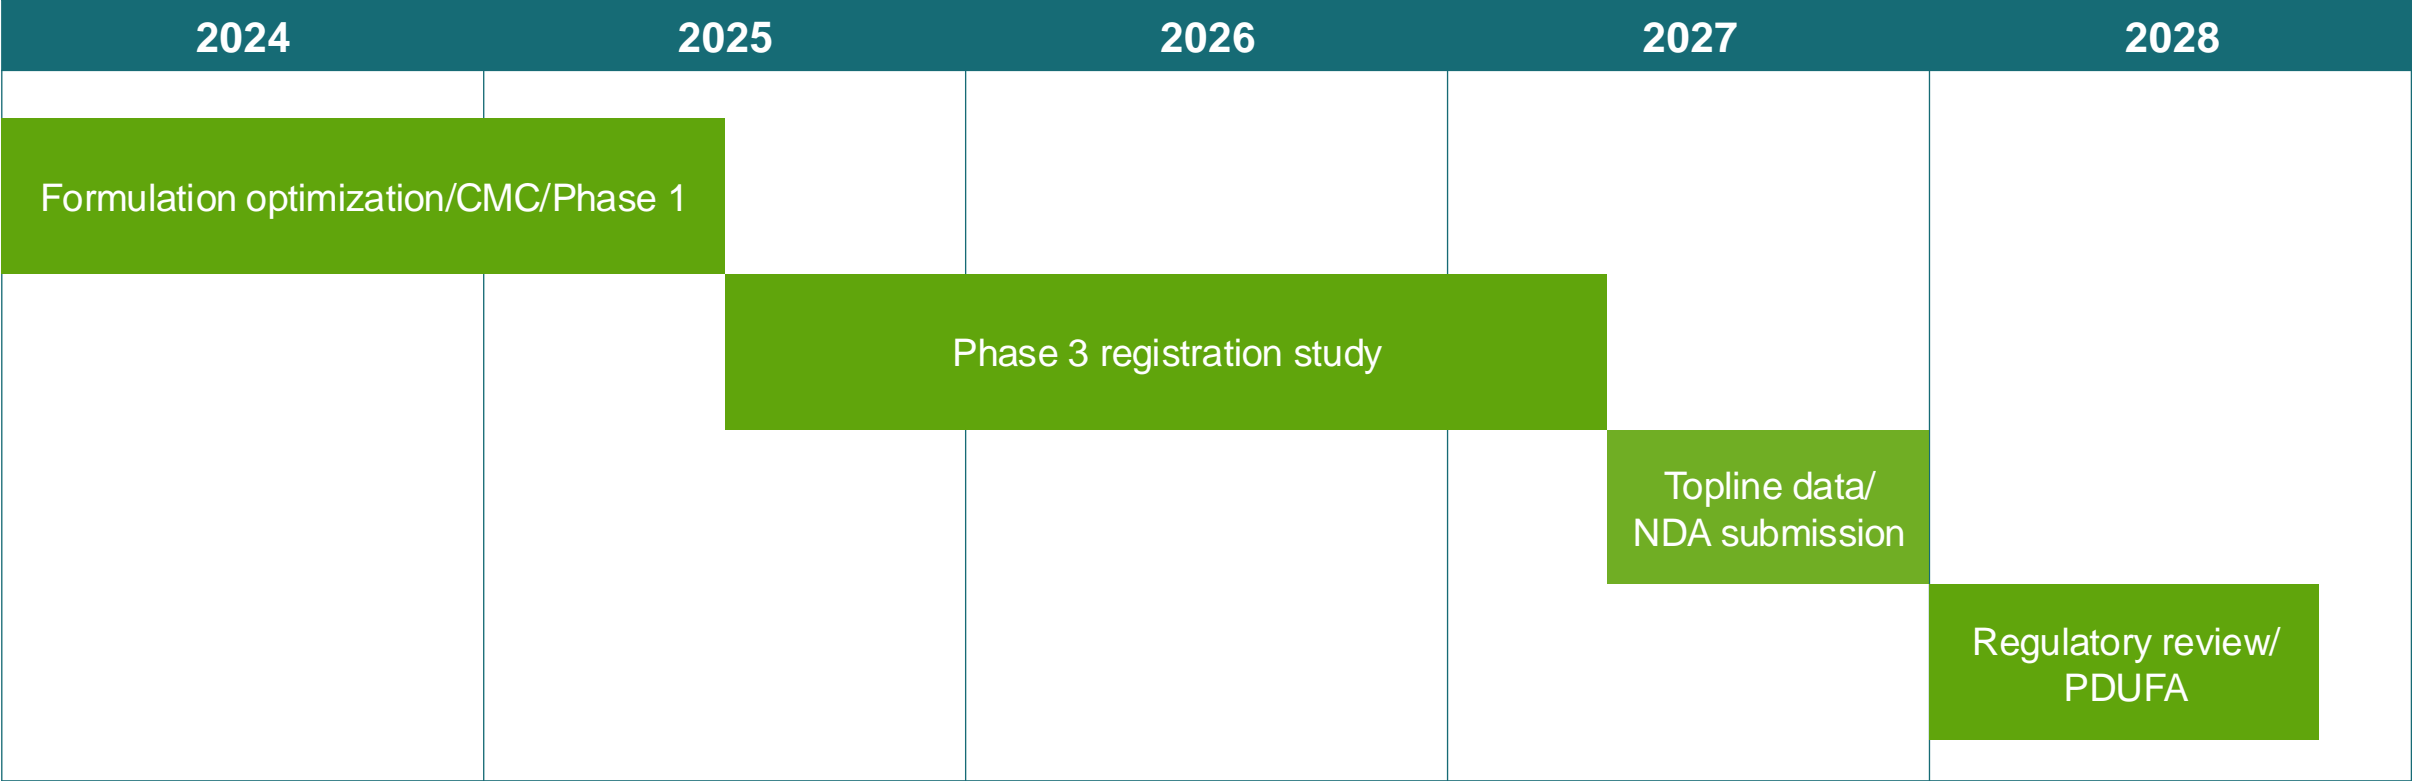 2024
2025
2026
2027
2028
Formulation optimization/CMC/Phase 1
Phase 3 registration study
Topline data/
NDA submission
Regulatory review/
PDUFA